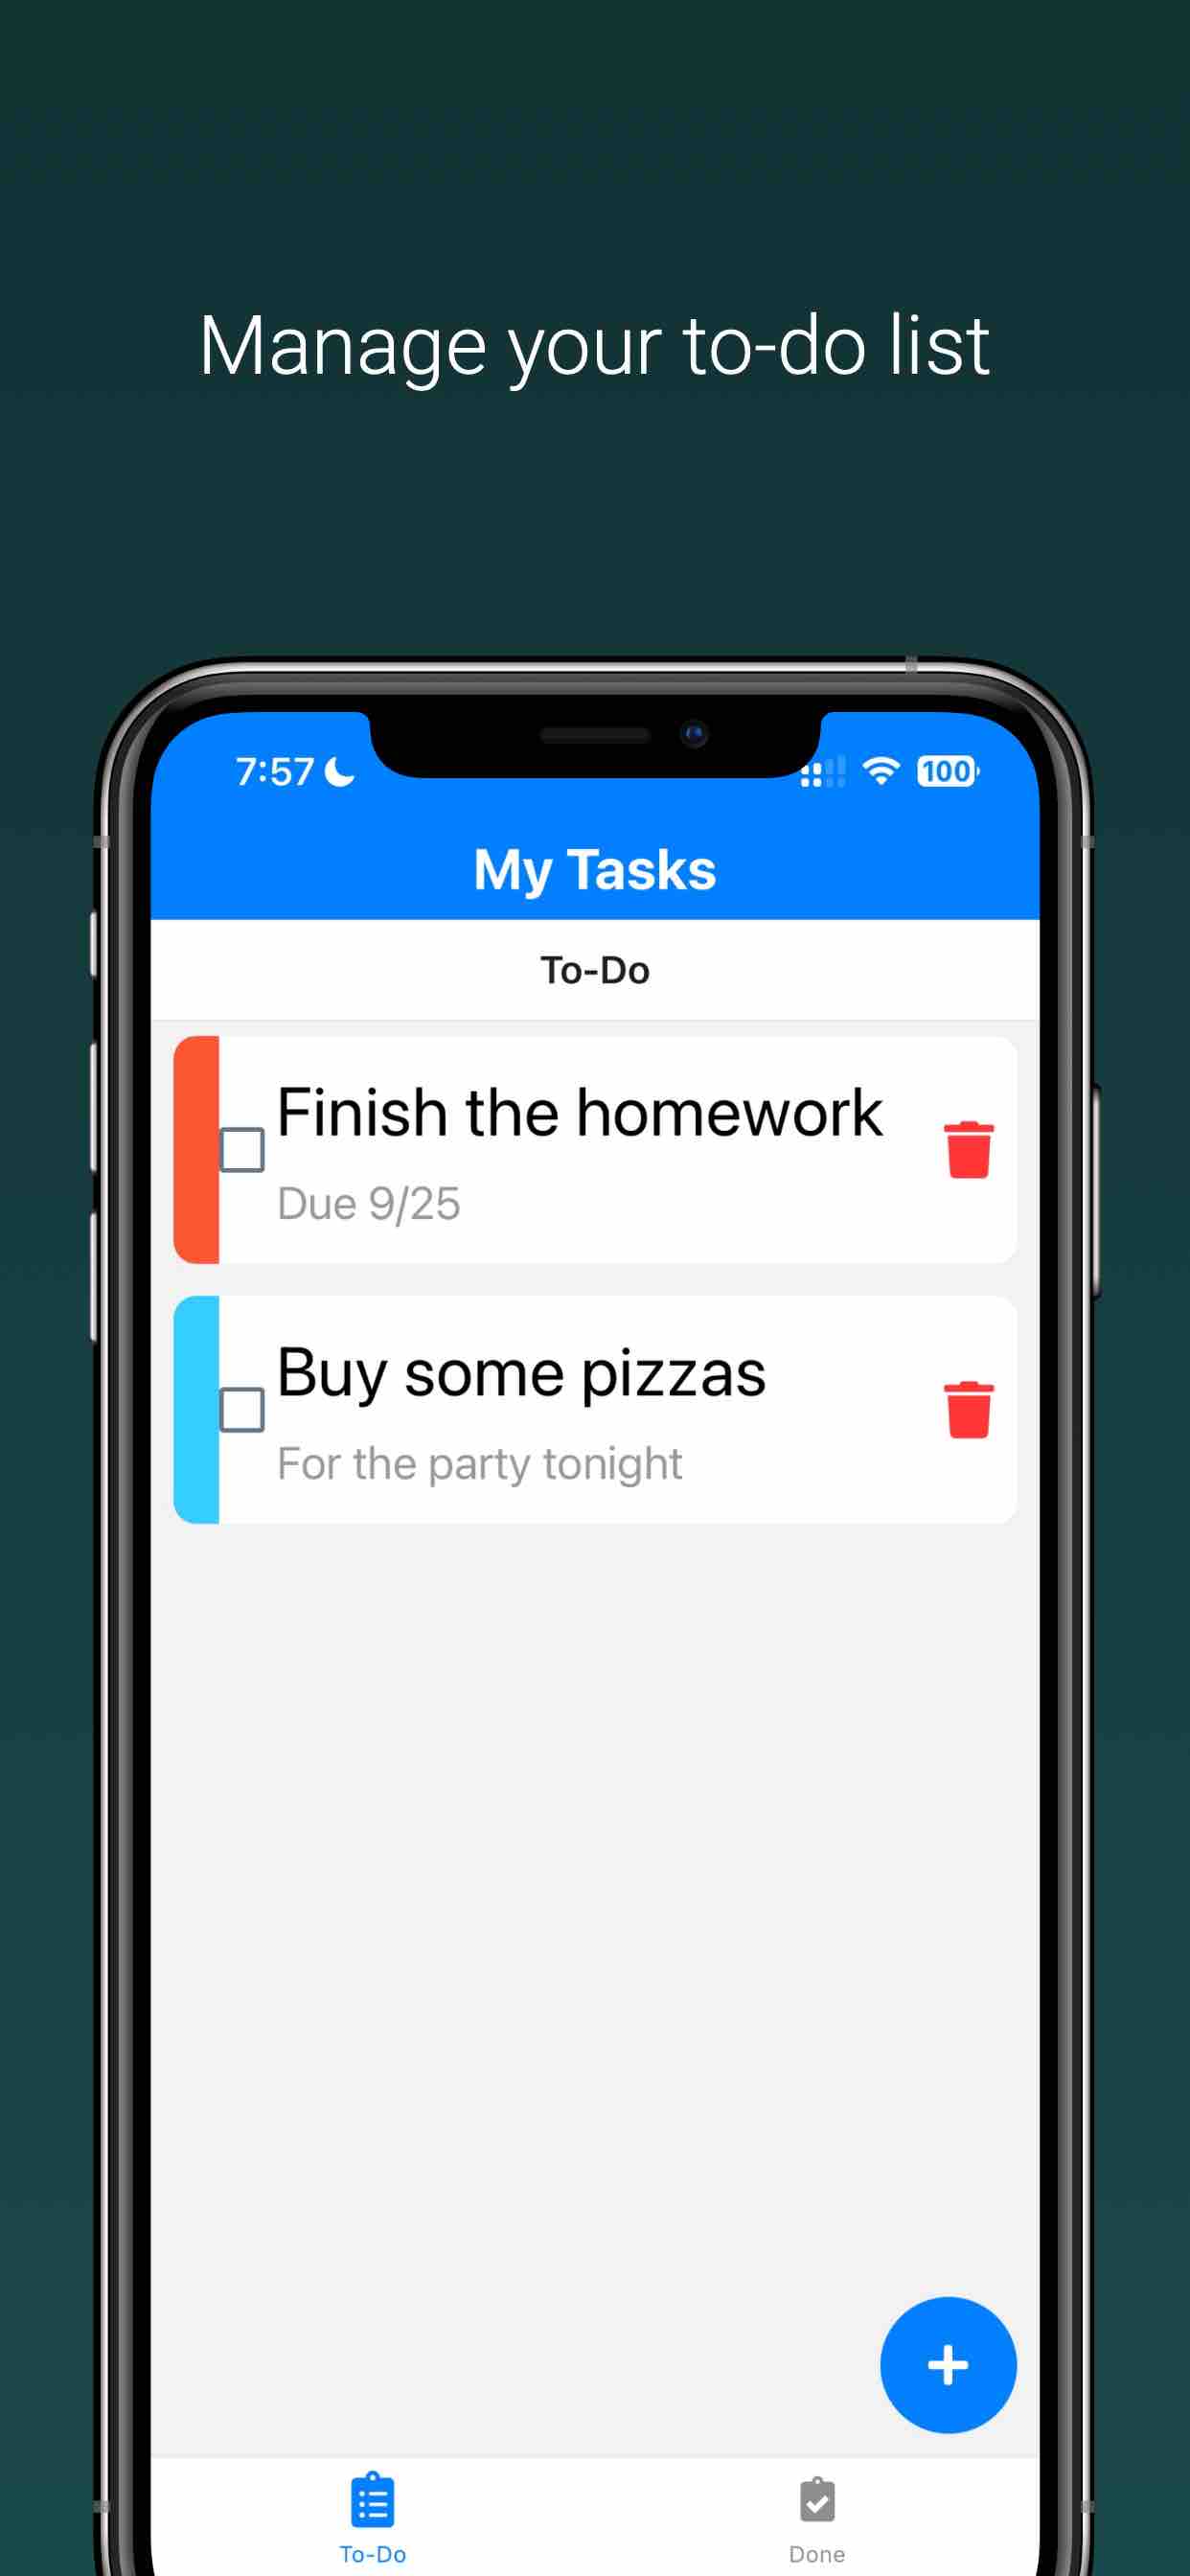 Manage your to-do list
7:57
100
My Tasks
To-Do
Finish the homework
Due 9/25
Buy some pizzas
For the party tonight
+
To-Do
Done